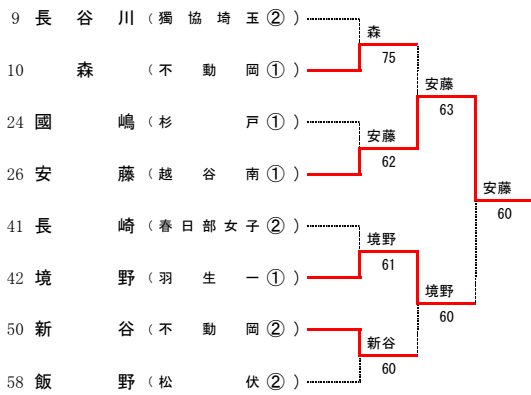 9 長谷川 （獨協埼玉②）
森
75
10 森 （不動岡①）
安藤
63
24 國嶋 （杉戸①）
安藤
62
26 安藤 （越谷南①）
安藤
60
41 長崎 （春日部女子②）
境野
61
42 境野 （羽生一①）
境野
60
50 新谷 （不動岡②）
新谷
60
58 飯野 （松伏②）